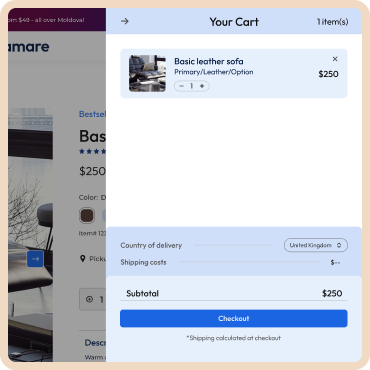 om $49 - all over Moldova!
Your Cart
1 item(s)
amare
Basic leather sofa
Primary/Leather/Option
$250
− 1 +
Bestsel
Bas
$250
Color: D
Item# 12
Picku
1
Descr
Warm a
Country of delivery
United Kingdom
Shipping costs
$--
Subtotal
$250
Checkout
*Shipping calculated at checkout